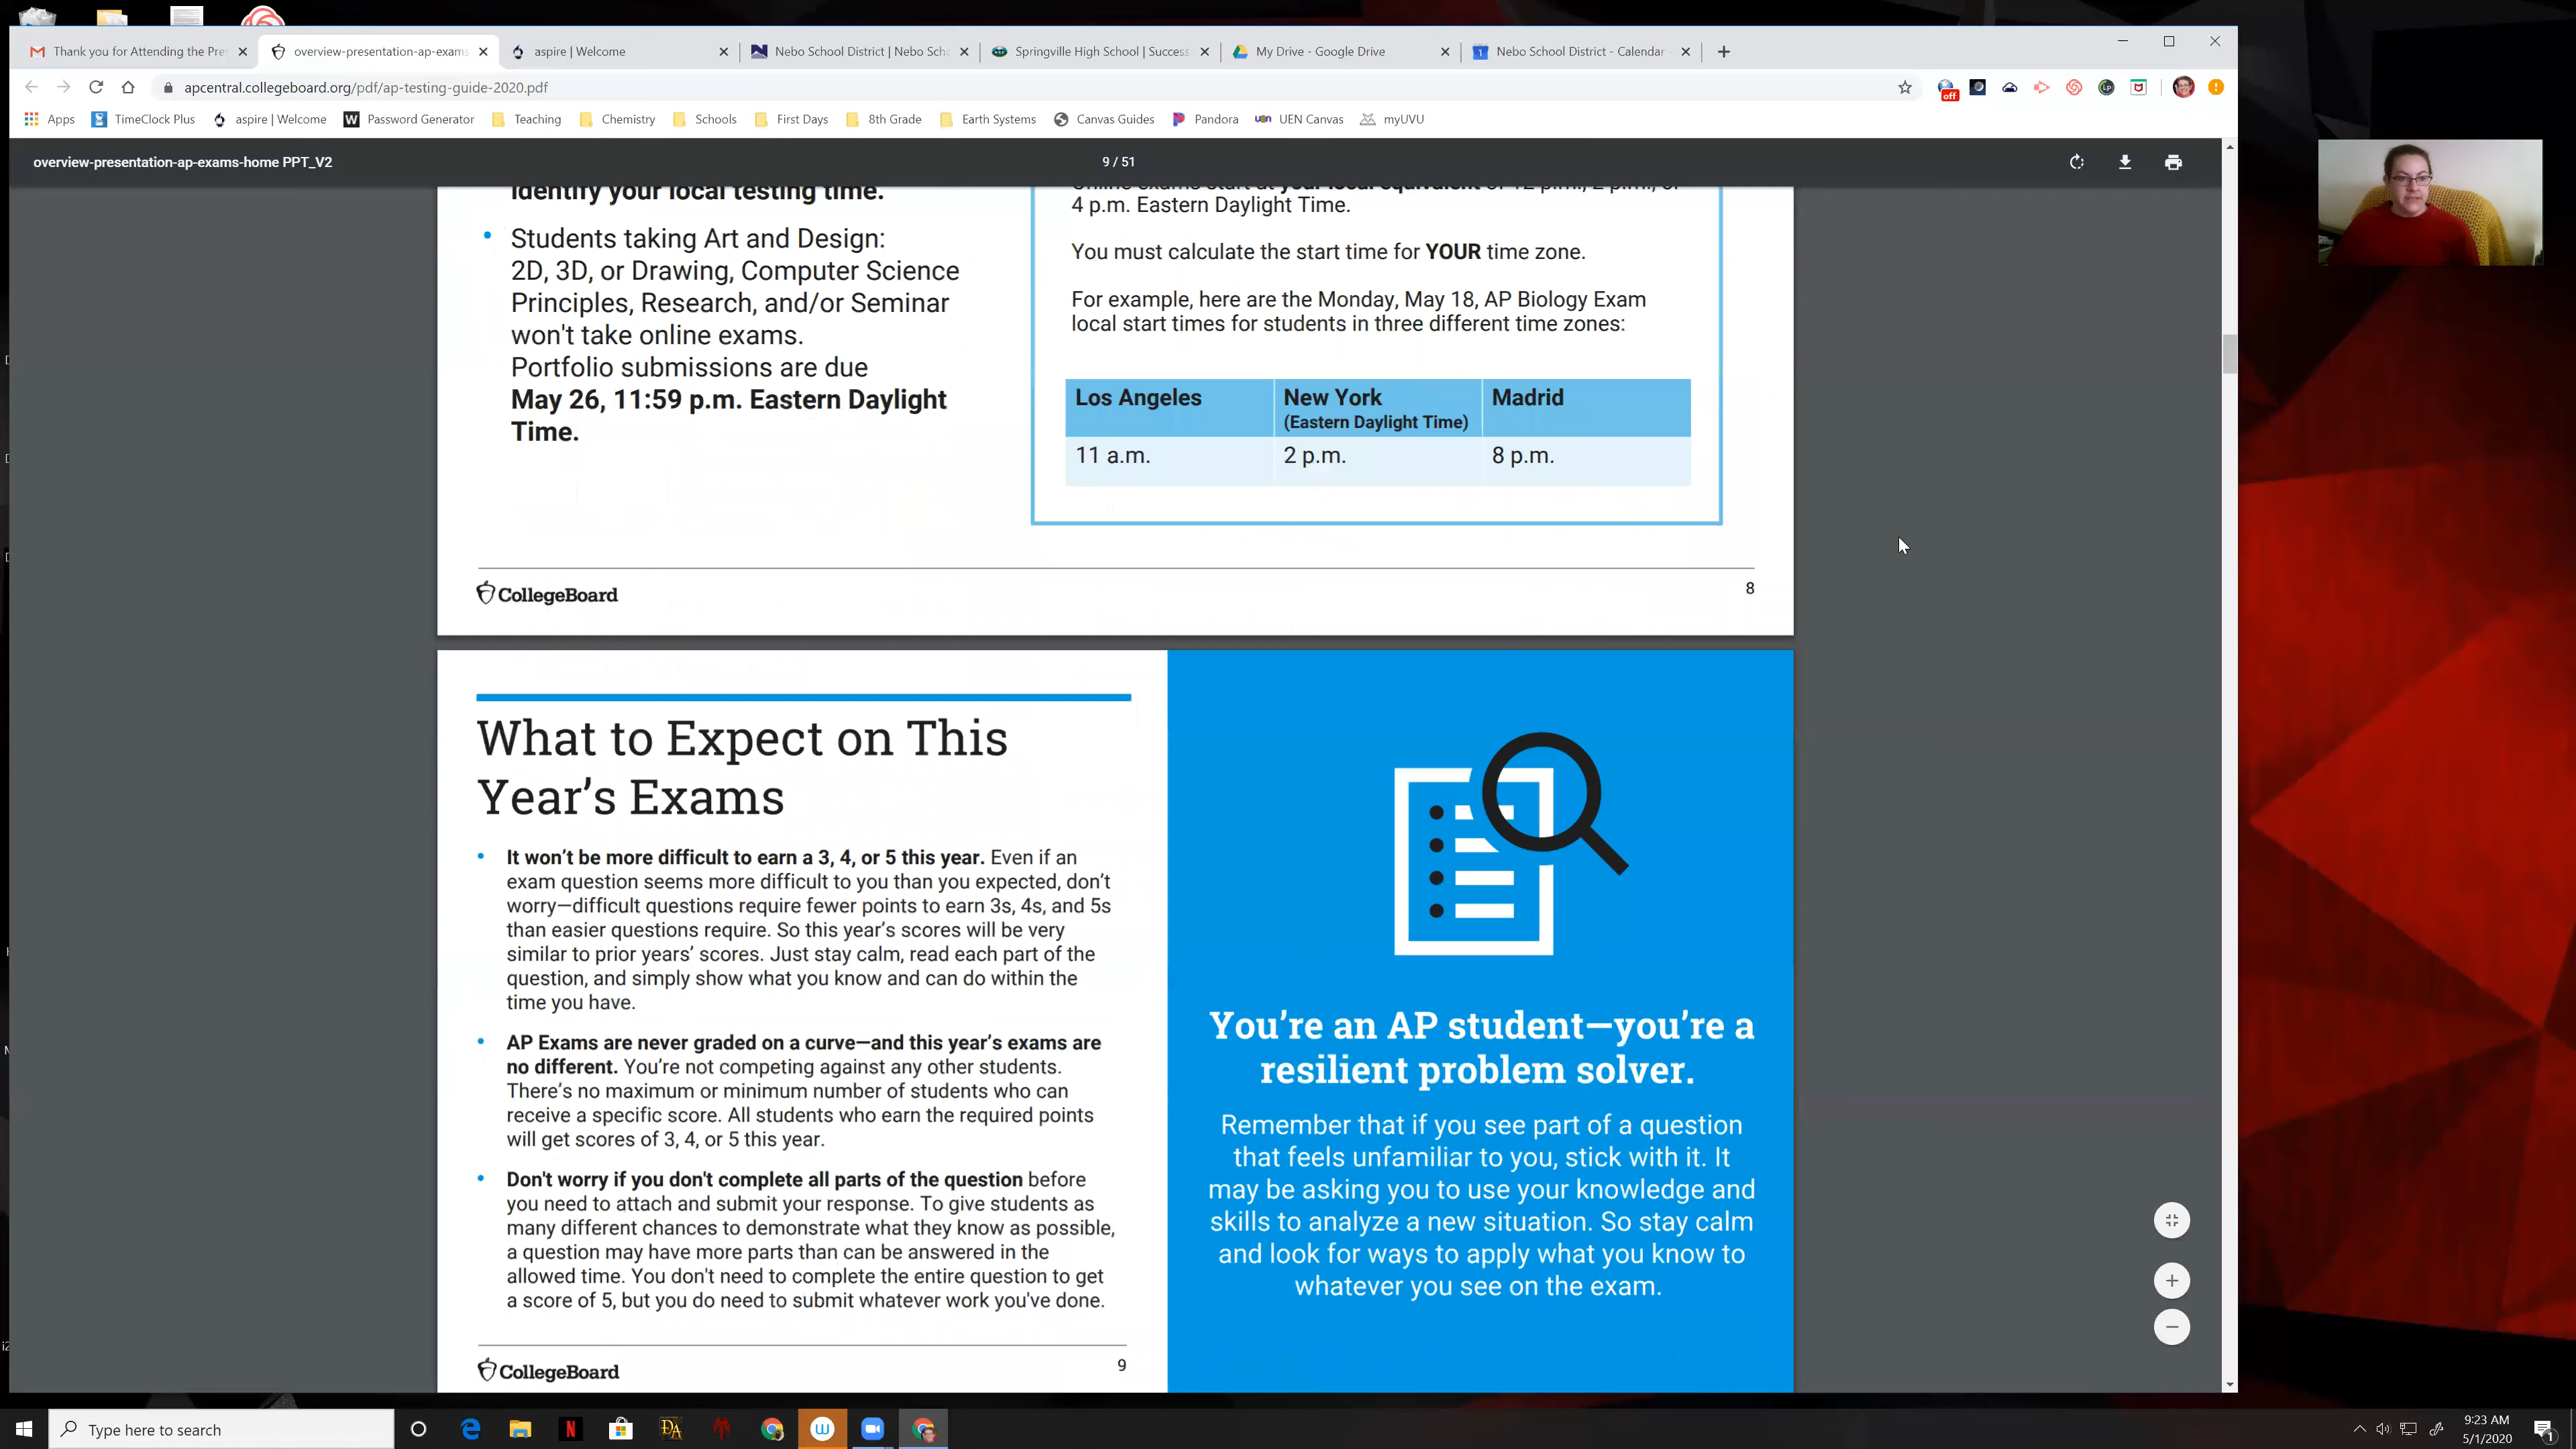 Thank you for Attending the Pre
overview-presentation-ap-exams
aspire | Welcome
Nebo School District | Nebo Scho
Springville High School | Success
My Drive - Google Drive
Nebo School District - Calendar
apcentral.collegeboard.org/pdf/ap-testing-guide-2020.pdf
off
Apps
TimeClock Plus
aspire | Welcome
Password Generator
Teaching
Chemistry
Schools
First Days
8th Grade
Earth Systems
Canvas Guides
Pandora
UEN Canvas
myUVU
overview-presentation-ap-exams-home PPT_V2
9 / 51
identify your local testing time.
• Students taking Art and Design:
2D, 3D, or Drawing, Computer Science
Principles, Research, and/or Seminar
won't take online exams.
Portfolio submissions are due
May 26, 11:59 p.m. Eastern Daylight
Time.
Online exams start at your local equivalent of 12 p.m., 2 p.m., or
4 p.m. Eastern Daylight Time.
You must calculate the start time for YOUR time zone.
For example, here are the Monday, May 18, AP Biology Exam
local start times for students in three different time zones:
Los Angeles
New York
(Eastern Daylight Time)
Madrid
11 a.m.
2 p.m.
8 p.m.
CollegeBoard
8
What to Expect on This
Year’s Exams
• It won’t be more difficult to earn a 3, 4, or 5 this year. Even if an
exam question seems more difficult to you than you expected, don’t
worry—difficult questions require fewer points to earn 3s, 4s, and 5s
than easier questions require. So this year’s scores will be very
similar to prior years’ scores. Just stay calm, read each part of the
question, and simply show what you know and can do within the
time you have.
• AP Exams are never graded on a curve—and this year’s exams are
no different. You’re not competing against any other students.
There’s no maximum or minimum number of students who can
receive a specific score. All students who earn the required points
will get scores of 3, 4, or 5 this year.
• Don't worry if you don't complete all parts of the question before
you need to attach and submit your response. To give students as
many different chances to demonstrate what they know as possible,
a question may have more parts than can be answered in the
allowed time. You don't need to complete the entire question to get
a score of 5, but you do need to submit whatever work you've done.
CollegeBoard
9
You’re an AP student—you’re a
resilient problem solver.
Remember that if you see part of a question
that feels unfamiliar to you, stick with it. It
may be asking you to use your knowledge and
skills to analyze a new situation. So stay calm
and look for ways to apply what you know to
whatever you see on the exam.
Type here to search
9:23 AM
5/1/2020